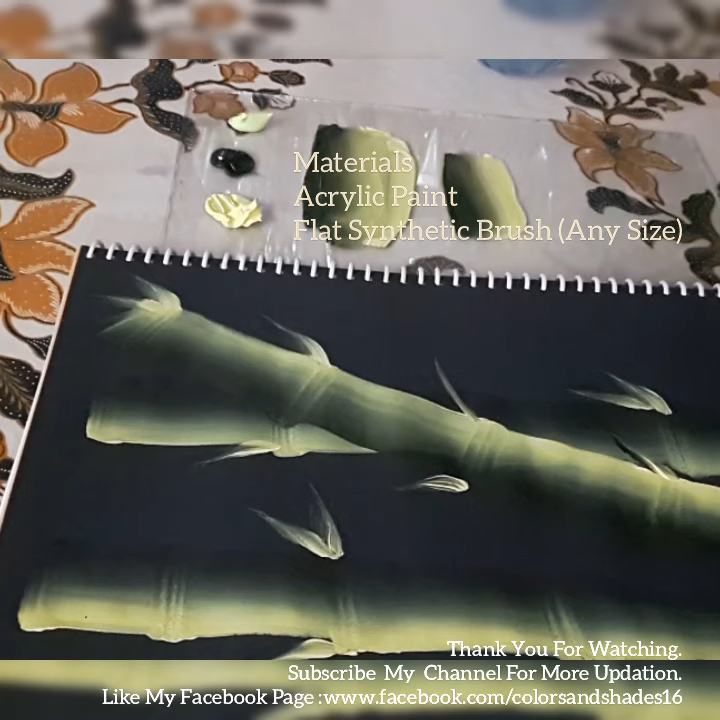 Materials
Acrylic Paint
Flat Synthetic Brush (Any Size)
Thank You For Watching.
Subscribe My Channel For More Updation.
Like My Facebook Page :www.facebook.com/colorsandshades16